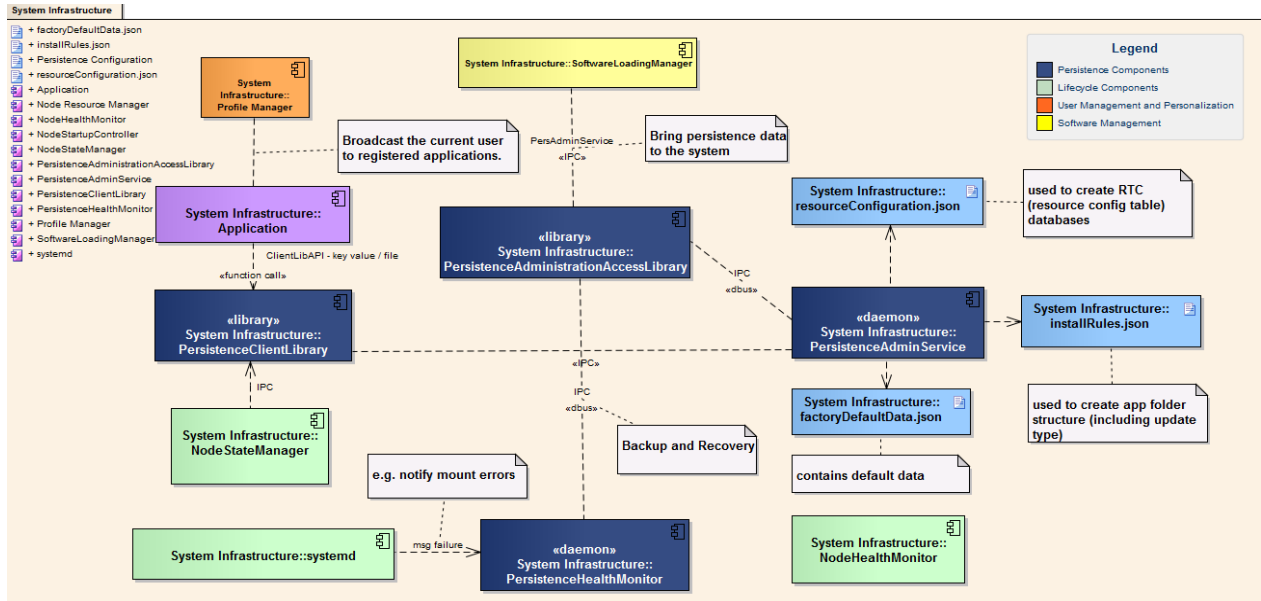 System Infrastructure
+ factoryDefaultData.json
+ installRules.json
+ Persistence Configuration
+ resourceConfiguration.json
+ Application
+ Node Resource Manager
+ NodeHealthMonitor
+ NodeStartupController
+ NodeStateManager
+ PersistenceAdministrationAccessLibrary
+ PersistenceAdminService
+ PersistenceClientLibrary
+ PersistenceHealthMonitor
+ Profile Manager
+ SoftwareLoadingManager
+ systemd
System
Infrastructure::
Profile Manager
System Infrastructure::SoftwareLoadingManager
Legend
Persistence Components
Lifecycle Components
User Management and Personalization
Software Management
Broadcast the current user
to registered applications.
PersAdminService
«IPC»
Bring persistence data
to the system
System Infrastructure::
resourceConfiguration.json
used to create RTC
(resource config table)
databases
System Infrastructure::
Application
ClientLibAPI - key value / file
«function call»
«library»
System Infrastructure::
PersistenceAdministrationAccessLibrary
IPC
«dbus»
«library»
System Infrastructure::
PersistenceClientLibrary
«daemon»
System Infrastructure::
PersistenceAdminService
System Infrastructure::
installRules.json
«IPC»
IPC
IPC
«dbus»
System Infrastructure::
factoryDefaultData.json
used to create app folder
structure (including update
type)
System Infrastructure::
NodeStateManager
Backup and Recovery
contains default data
e.g. notify mount errors
System Infrastructure::systemd
msg failure
«daemon»
System Infrastructure::
PersistenceHealthMonitor
System Infrastructure::
NodeHealthMonitor